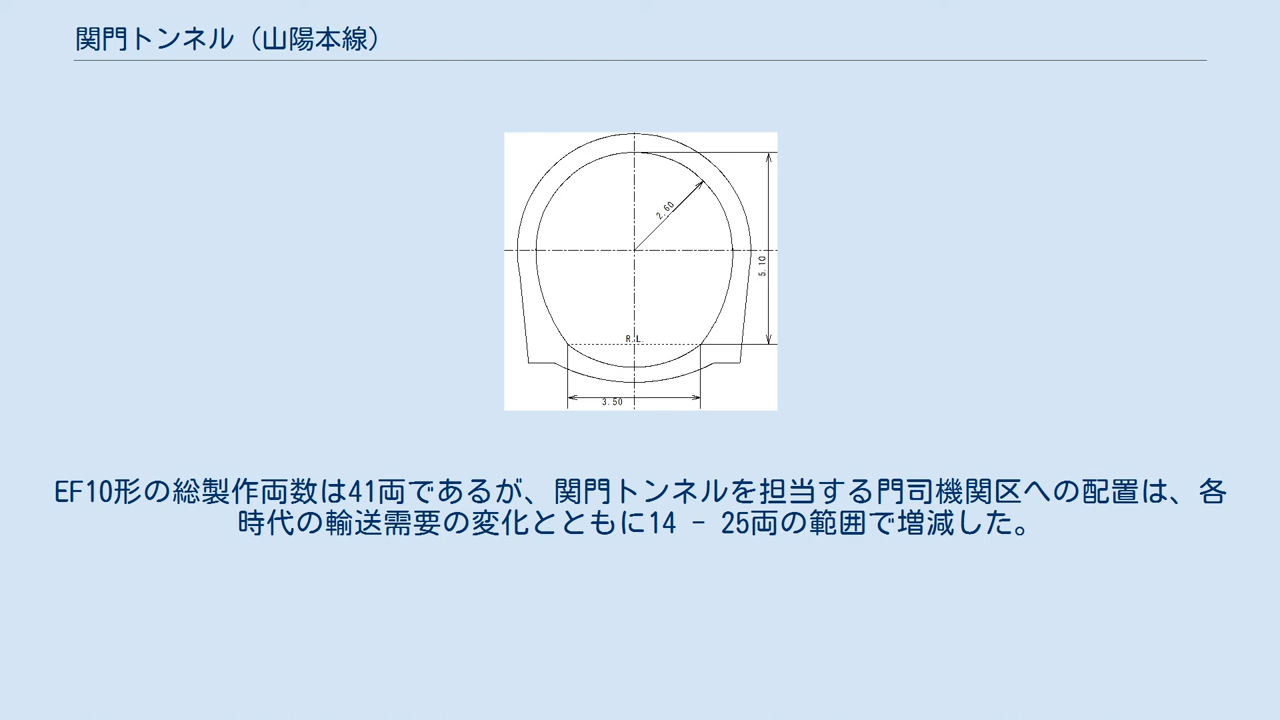 関門トンネル（山陽本線）
2.60
5.10
R.L.
3.50
EF10形の総製作両数は41両であるが、関門トンネルを担当する門司機関区への配置は、各
時代の輸送需要の変化とともに14 - 25両の範囲で増減した。